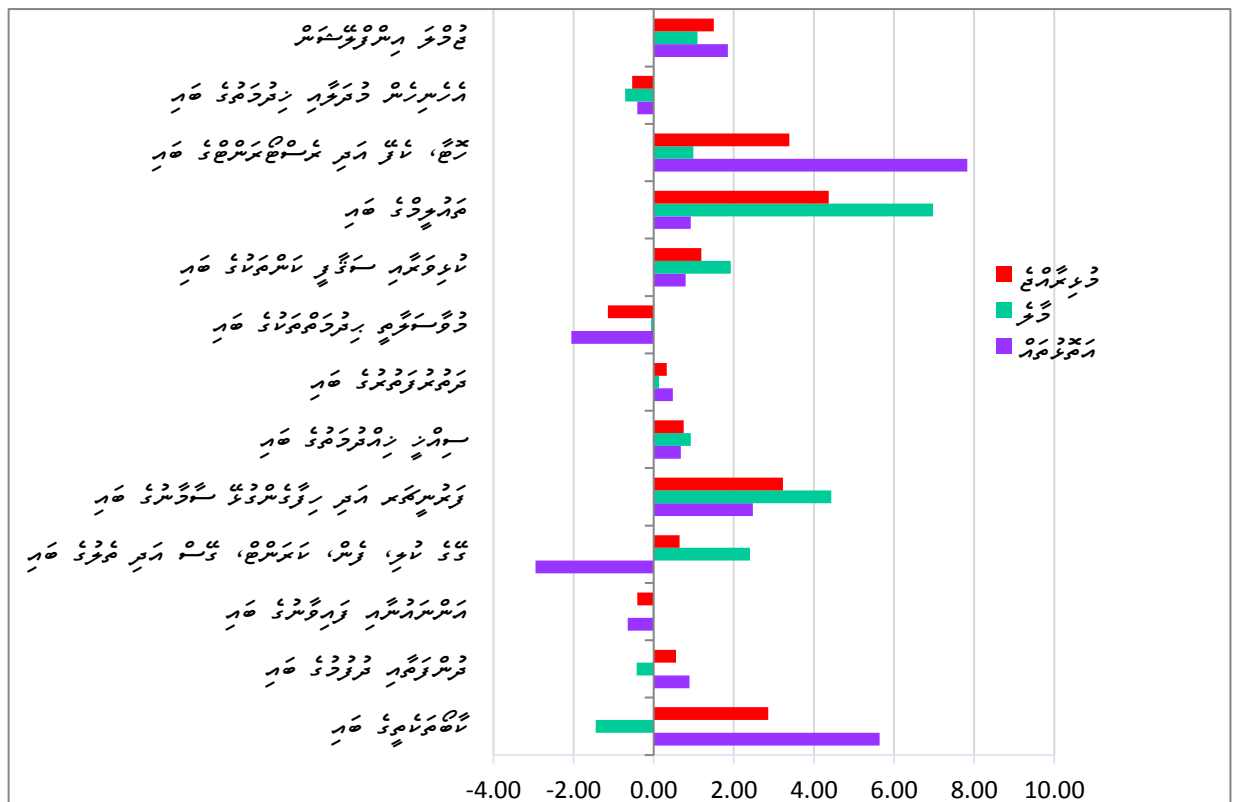 ޖުމްލަ އިންފްލޭޝަން
އެހެނިހެން މުދަލާއި ޚިދުމަތުގެ ބައި
ހޮޓާ، ކެފޭ އަދި ރެސްޓޯރަންޓްގެ ބައި
ތައުލީމްގެ ބައި
ކުޅިވަރާއި ސަޤާފީ ކަންތަކުގެ ބައި
މުވާސަލާތީ ޚިދުމަތްތަކުގެ ބައި
ދަތުރުފަތުރުގެ ބައި
ސިއްޚީ ޚިއްދުމަތުގެ ބައި
ފަރުނީޗަރ އަދި ހިފާގެންގުޅޭ ސާމާނުގެ ބައި
ގޭގެ ކުލި، ފެން، ކަރަންޓް، ގޭސް އަދި ތެލުގެ ބައި
އަންނައުނާއި ފައިވާނުގެ ބައި
ދުންފަތާއި ދުފުމުގެ ބައި
ކާބޯތަކެތީގެ ބައި
މުޅިރާއްޖެ
މާލެ
އަތޮޅުތައް
-4.00 -2.00 0.00 2.00 4.00 6.00 8.00 10.00